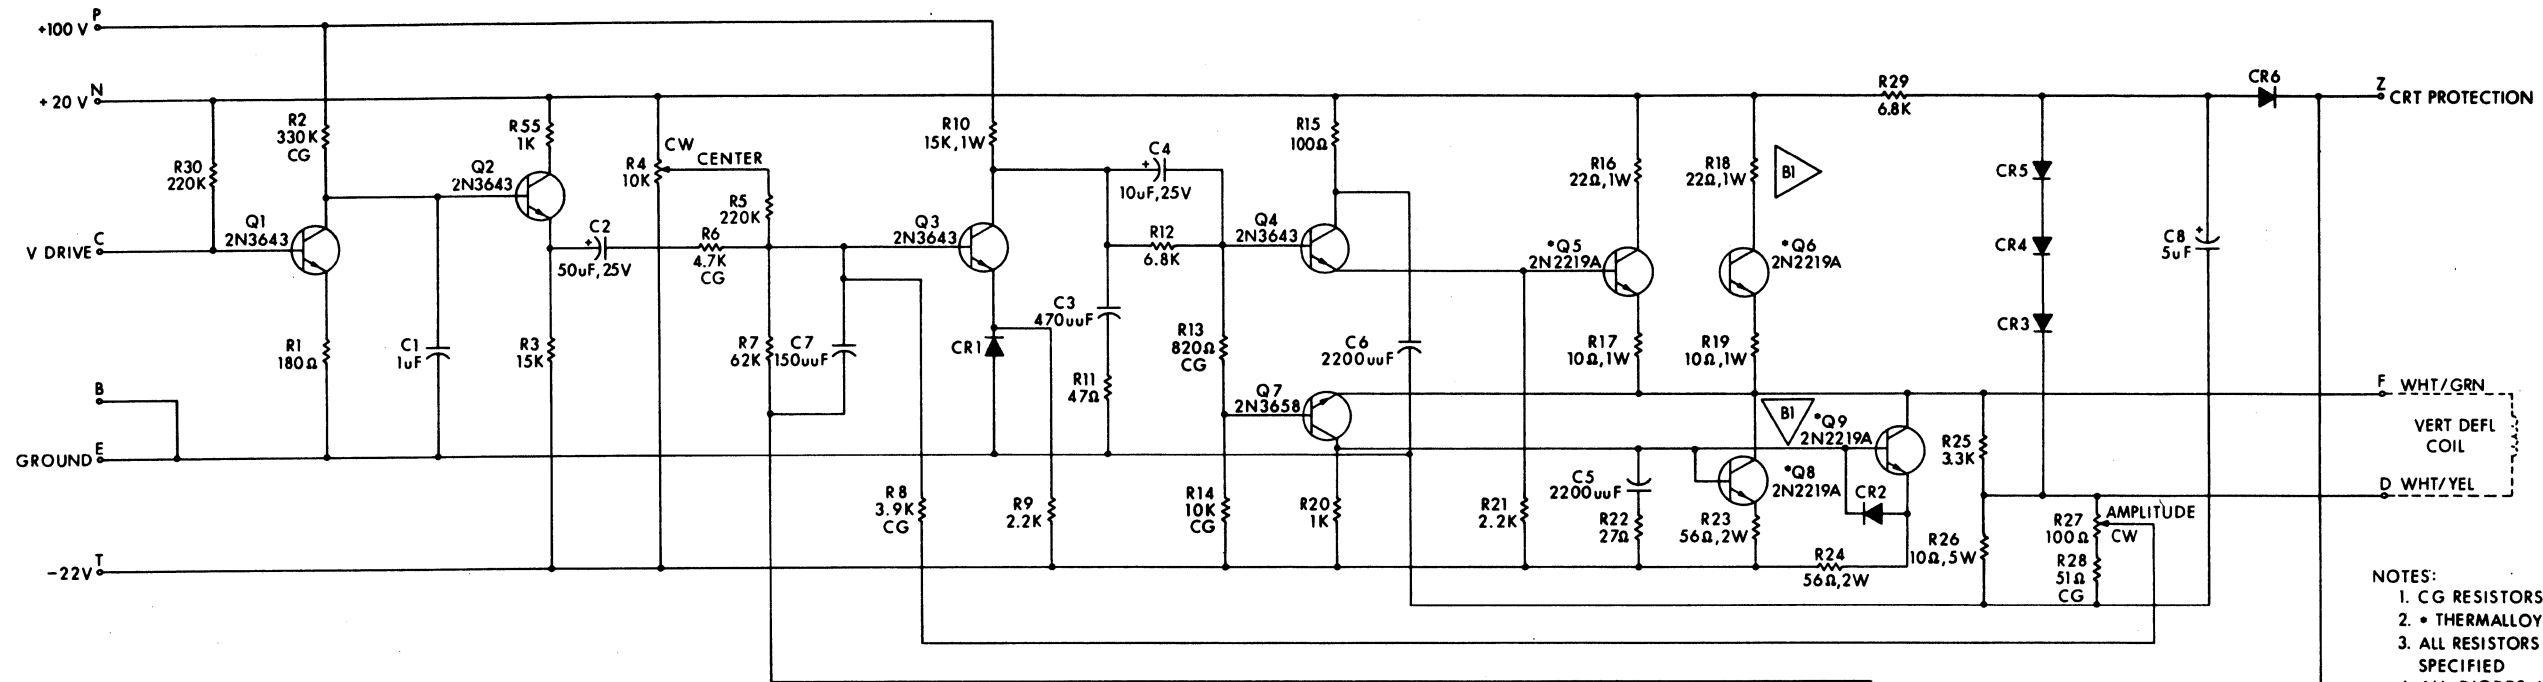 P
+100 V
N
+ 20 V
R2
330K
CG
R30
220K
Q1
2N3643
C
V DRIVE
R1
180Ω
C1
1uF
B
E
GROUND
T
-22V
R55
1K
Q2
2N3643
C2
+
50uF,25V
R3
15K
CW
R4
10K
CENTER
R5
220K
R6
4.7K
CG
R7
62K
C7
150uuF
R8
3.9K
CG
R10
15K,1W
Q3
2N3643
CR1
R9
2.2K
C4
+
10uF,25V
R12
6.8K
C3
470uuF
R11
47Ω
R13
820Ω
CG
R14
10K
CG
R15
100Ω
Q4
2N3643
C6
2200uuF
Q7
2N3658
R20
1K
R21
2.2K
R16
22Ω,1W
*Q5
2N2219A
R17
10Ω,1W
R18
22Ω,1W
B1
*Q6
2N2219A
R19
10Ω,1W
B1
*Q9
2N2219A
C5
2200uuF
R22
27Ω
*Q8
2N2219A
R23
56Ω,2W
CR2
R24
56Ω,2W
R29
6.8K
CR5
CR4
CR3
C8
+
5uF
CR6
Z
CRT PROTECTION
R25
3.3K
R26
10Ω,5W
F WHT/GRN
VERT DEFL
COIL
D WHT/YEL
AMPLITUDE
CW
R27
100Ω
R28
51Ω
CG
NOTES:
1. CG RESISTORS
2. • THERMALLOY
3. ALL RESISTORS
SPECIFIED